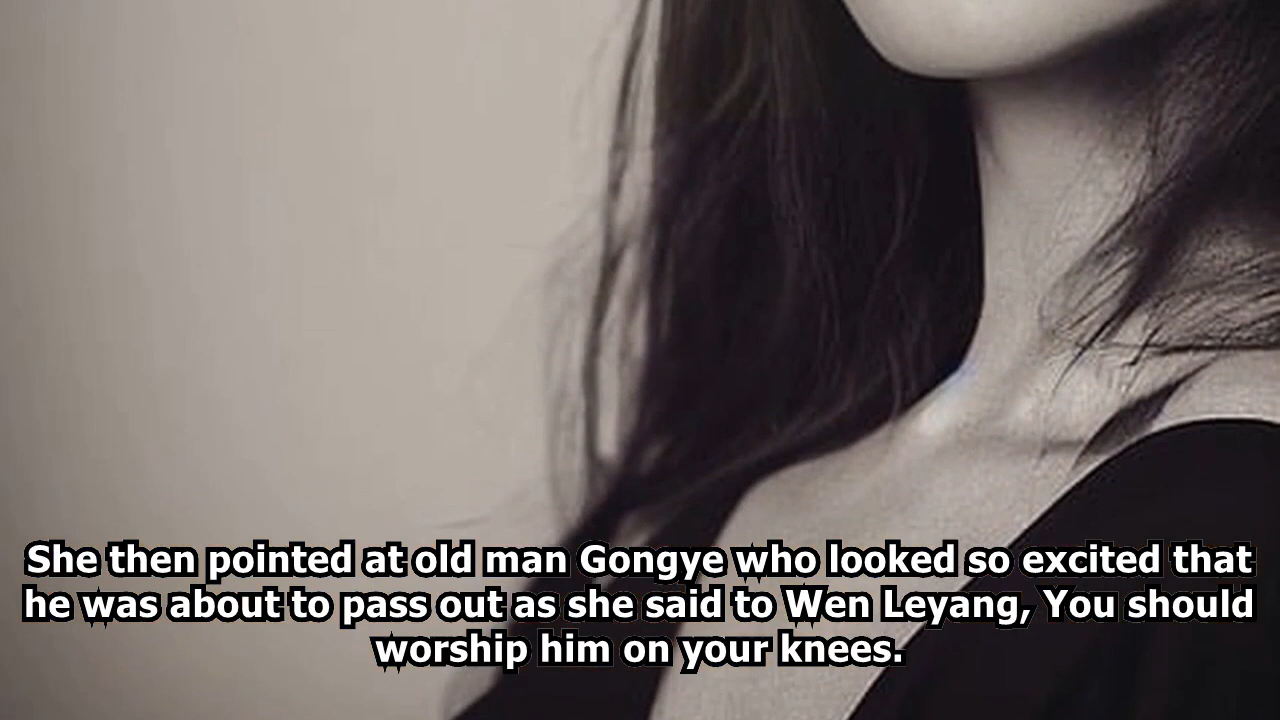 She then pointed at old man Gongye who looked so excited that
he was about to pass out as she said to Wen Leyang, You should
worship him on your knees.